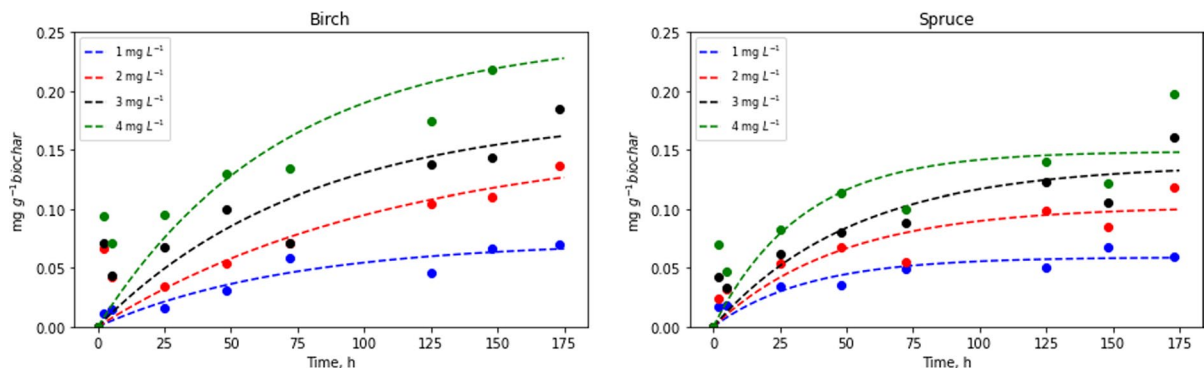 Birch
0.25
0.20
0.15
0.10
0.05
0.00
mg g⁻¹biochar
1 mg L⁻¹
2 mg L⁻¹
3 mg L⁻¹
4 mg L⁻¹
0 25 50 75 100 125 150 175
Time, h
Spruce
0.25
0.20
0.15
0.10
0.05
0.00
mg g⁻¹biochar
1 mg L⁻¹
2 mg L⁻¹
3 mg L⁻¹
4 mg L⁻¹
0 25 50 75 100 125 150 175
Time, h